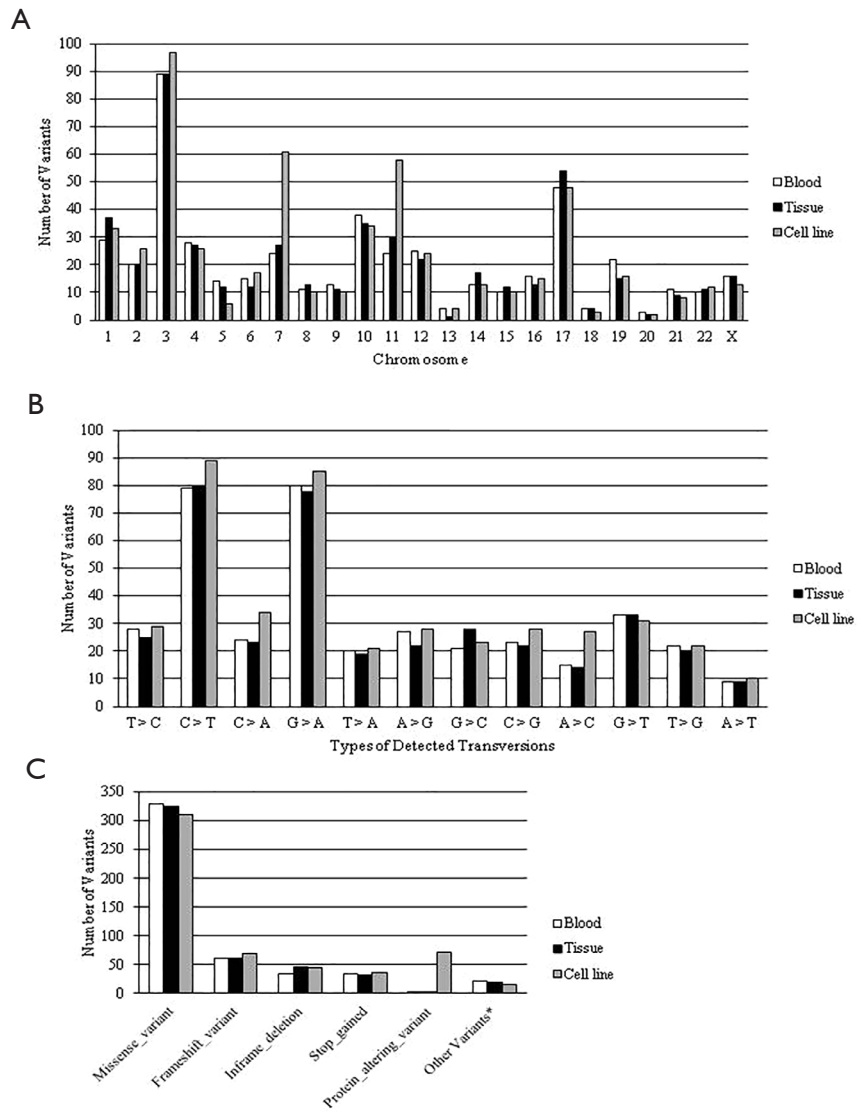 A
100
90
80
70
60
50
40
30
20
10
0
Number of Variants
1 2 3 4 5 6 7 8 9 10 11 12 13 14 15 16 17 18 19 20 21 22 X
Chromosome
Blood
Tissue
Cell line
B
100
90
80
70
60
50
40
30
20
10
0
Number of Variants
T>C C>T C>A G>A T>A A>G G>C C>G A>C G>T T>G A>T
Types of Detected Transversions
Blood
Tissue
Cell line
C
350
300
250
200
150
100
50
0
Number of Variants
Missense_variant
Frameshift_variant
Inframe_deletion
Stop_gained
Protein_altering_variant
Other Variants*
Blood
Tissue
Cell line